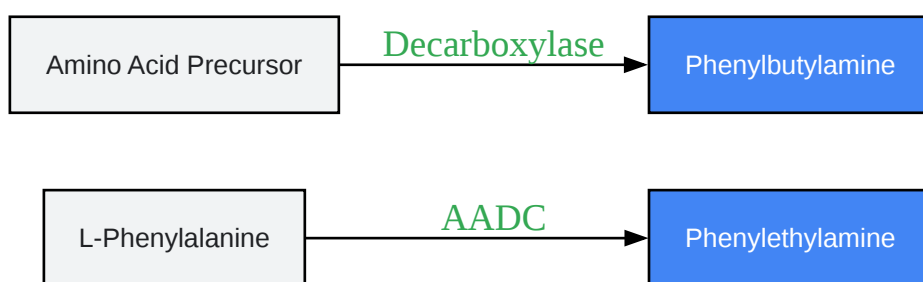 Amino Acid Precursor
Decarboxylase
Phenylbutylamine
L-Phenylalanine
AADC
Phenylethylamine